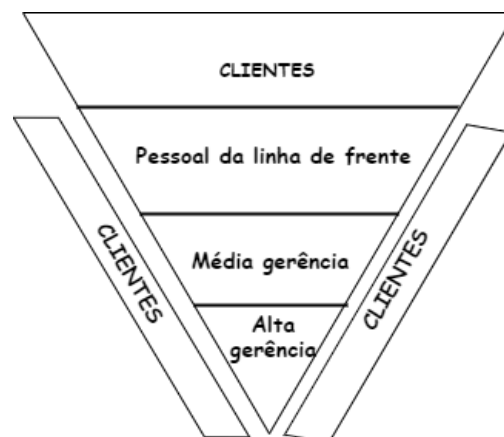 CLIENTES
Pessoal da linha de frente
CLIENTES
CLIENTES
Média gerência
Alta
gerência